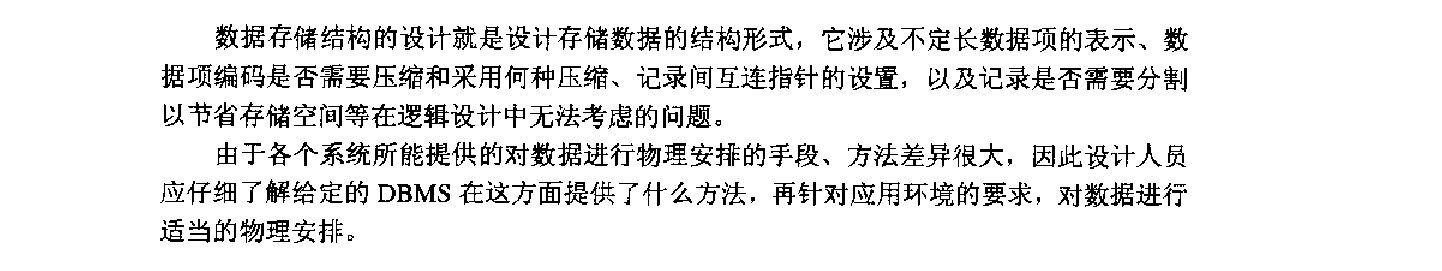 数据存储结构的设计就是设计存储数据的结构形式，它涉及不定长数据项的表示、数
据项编码是否需要压缩和采用何种压缩、记录间互连指针的设置，以及记录是否需要分割
以节省存储空间等在逻辑设计中无法考虑的问题。
由于各个系统所能提供的对数据进行物理安排的手段、方法差异很大，因此设计人员
应仔细了解给定的 DBMS 在这方面提供了什么方法，再针对应用环境的要求，对数据进行
适当的物理安排。